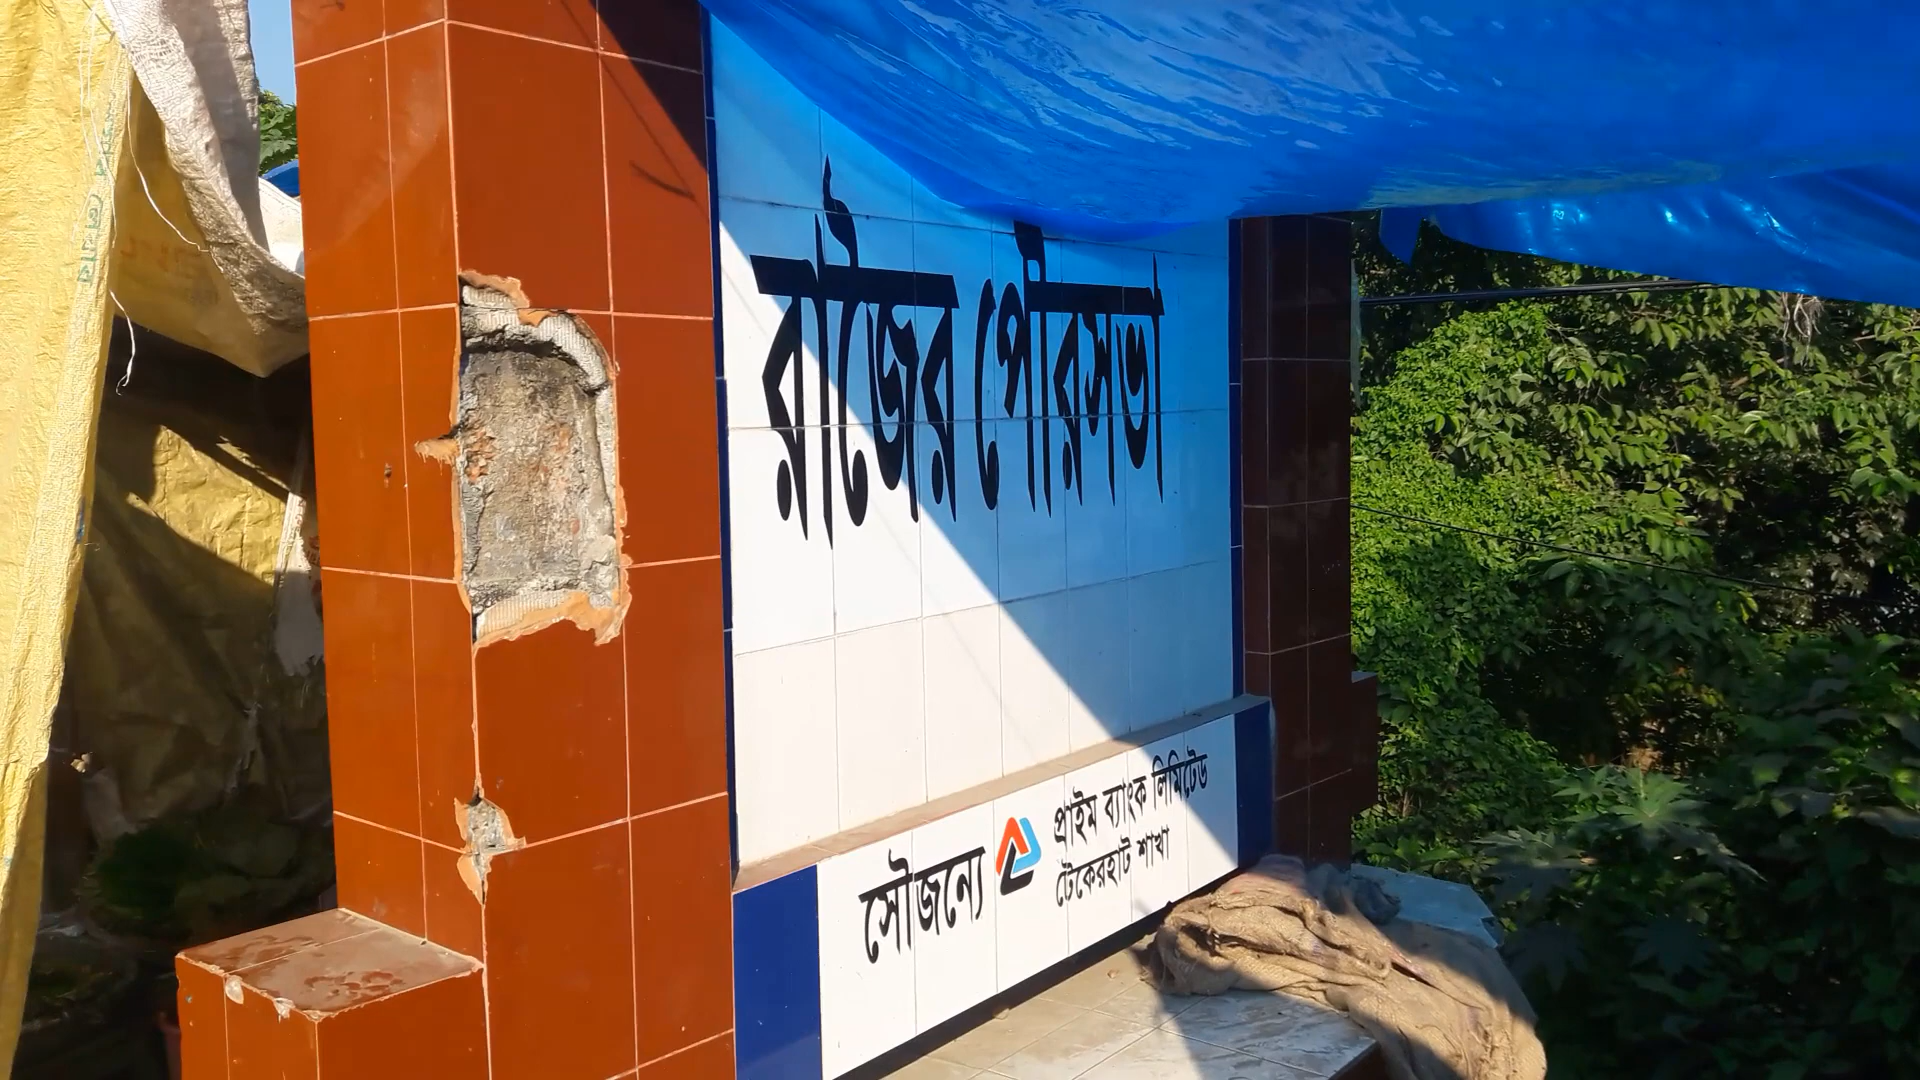 রাজৈর পৌরসভা
সৌজন্যে
প্রাইম ব্যাংক লিমিটেড
টেকেরহাট শাখা